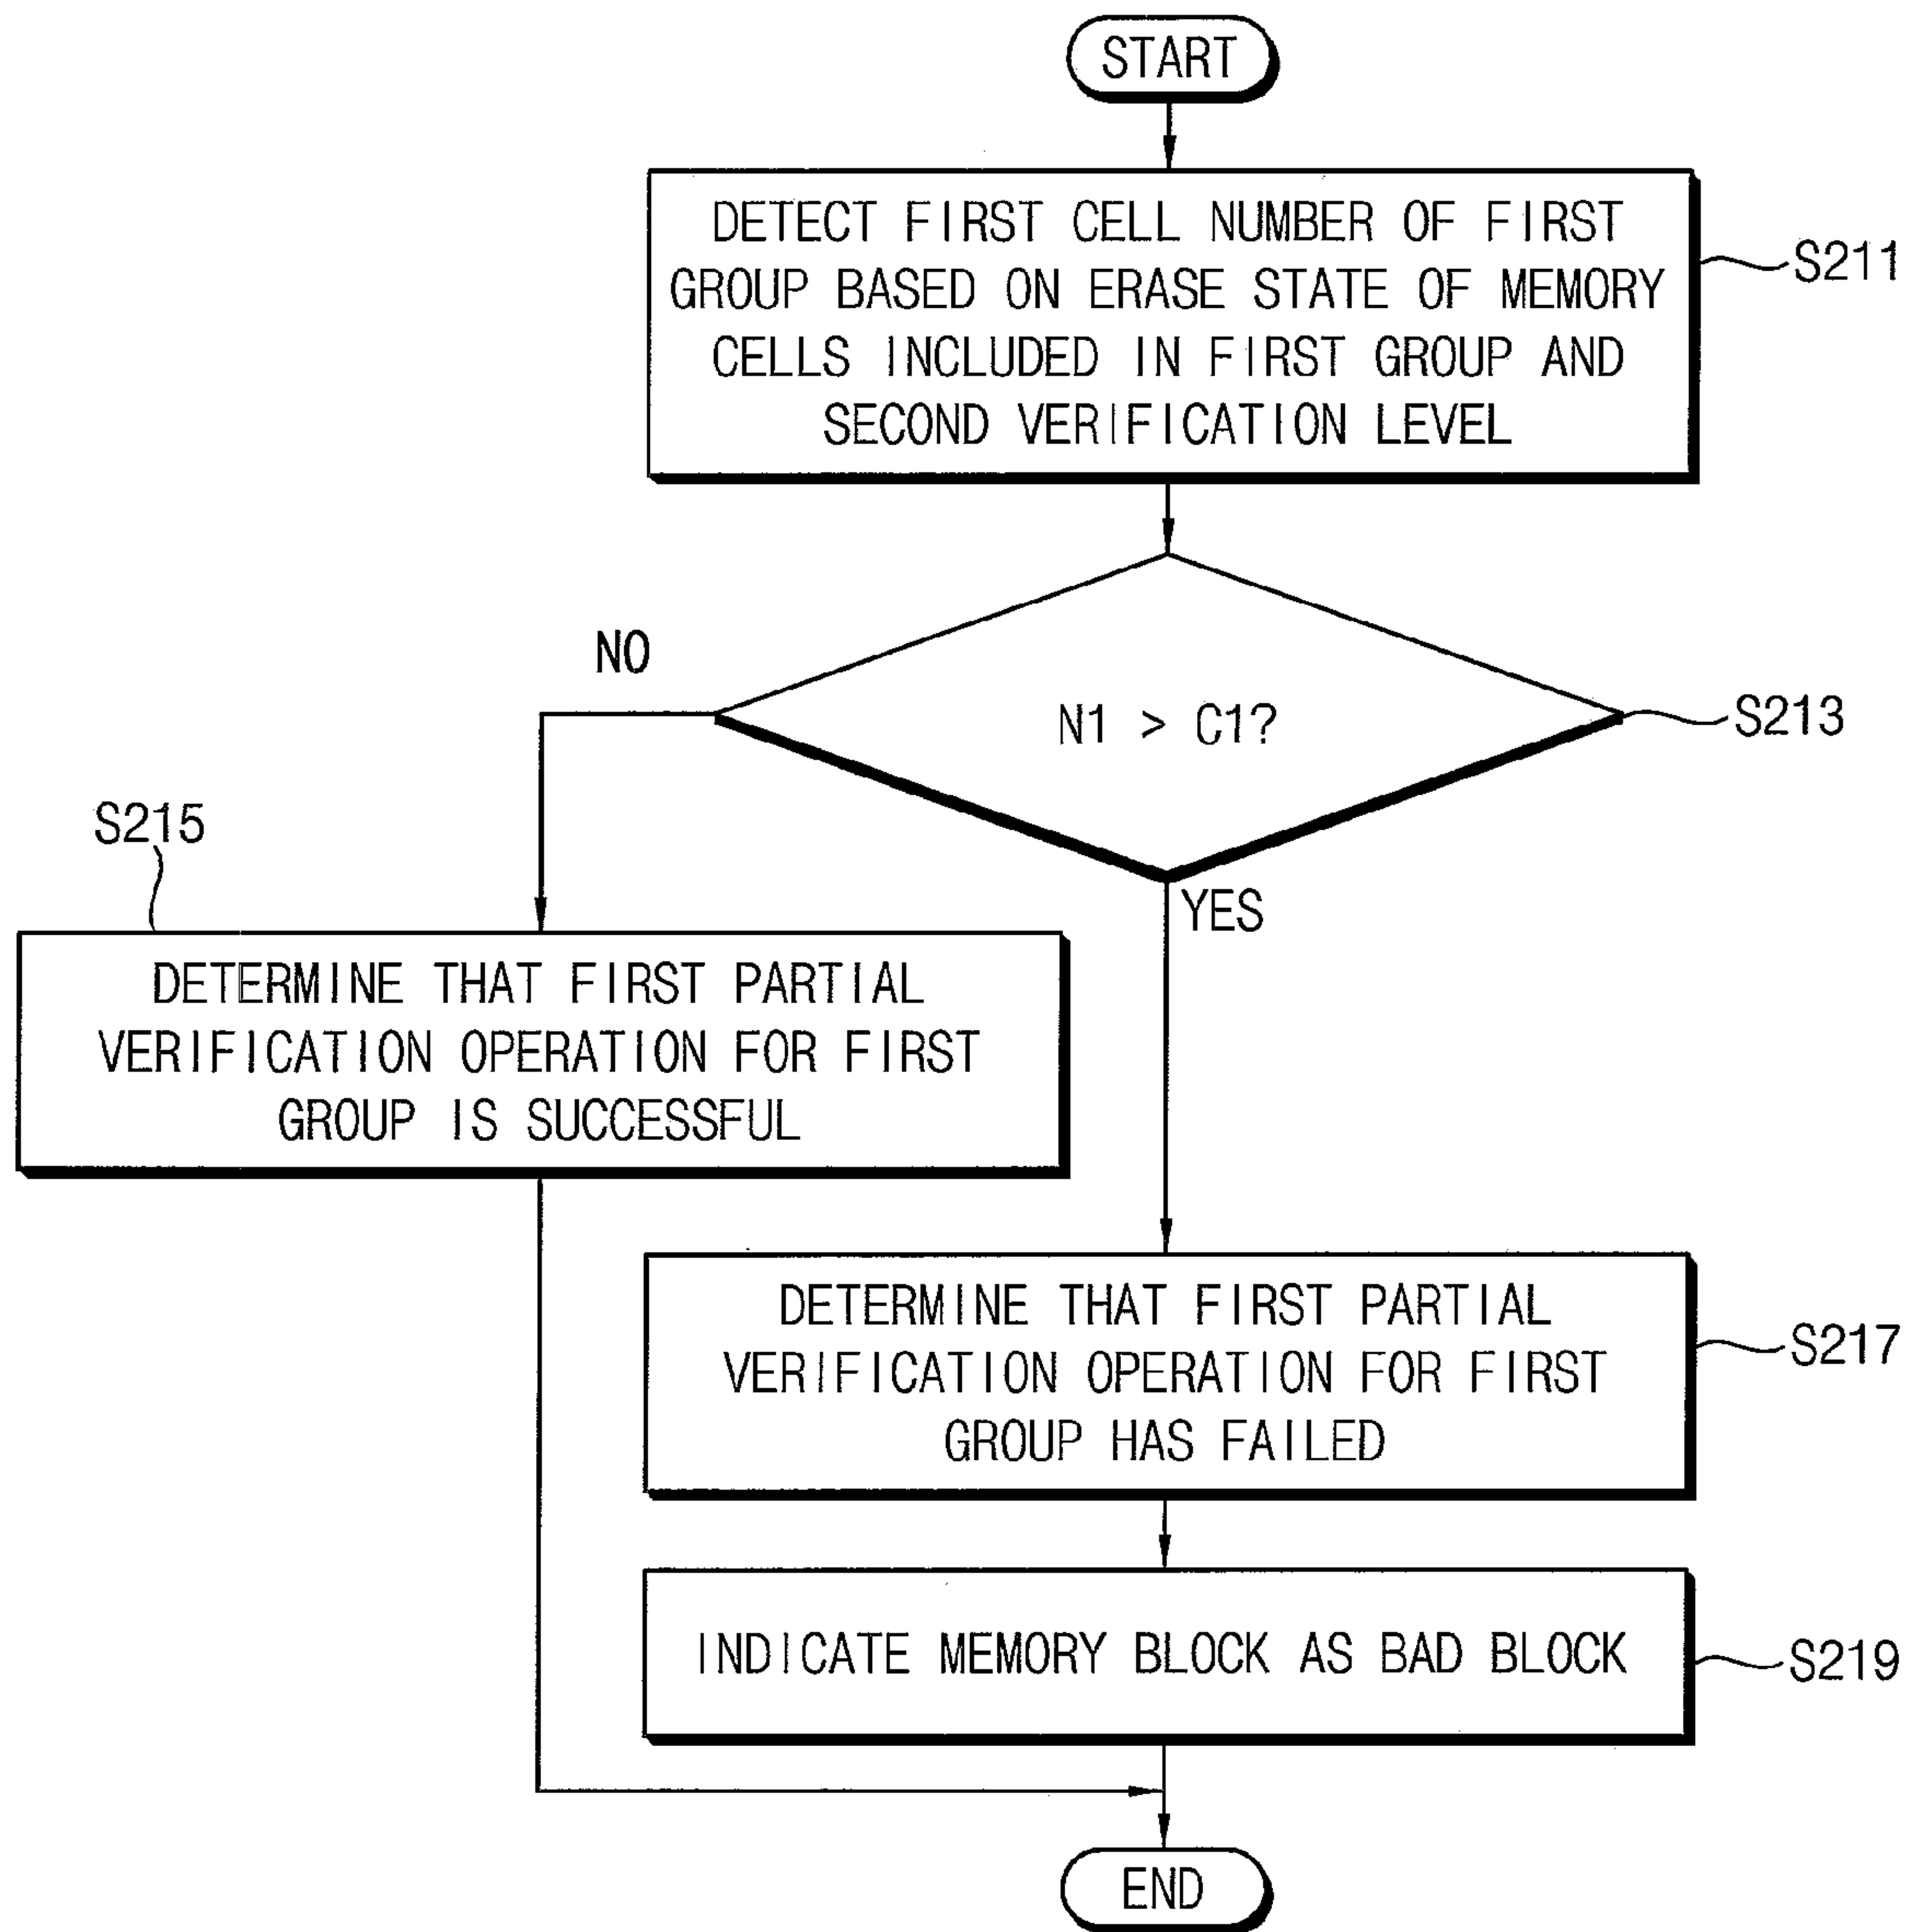 START
DETECT FIRST CELL NUMBER OF FIRST
GROUP BASED ON ERASE STATE OF MEMORY
CELLS INCLUDED IN FIRST GROUP AND
SECOND VERIFICATION LEVEL
S211
NO
N1 > C1?
S213
S215
YES
DETERMINE THAT FIRST PARTIAL
VERIFICATION OPERATION FOR FIRST
GROUP IS SUCCESSFUL
DETERMINE THAT FIRST PARTIAL
VERIFICATION OPERATION FOR FIRST
GROUP HAS FAILED
S217
INDICATE MEMORY BLOCK AS BAD BLOCK
S219
END